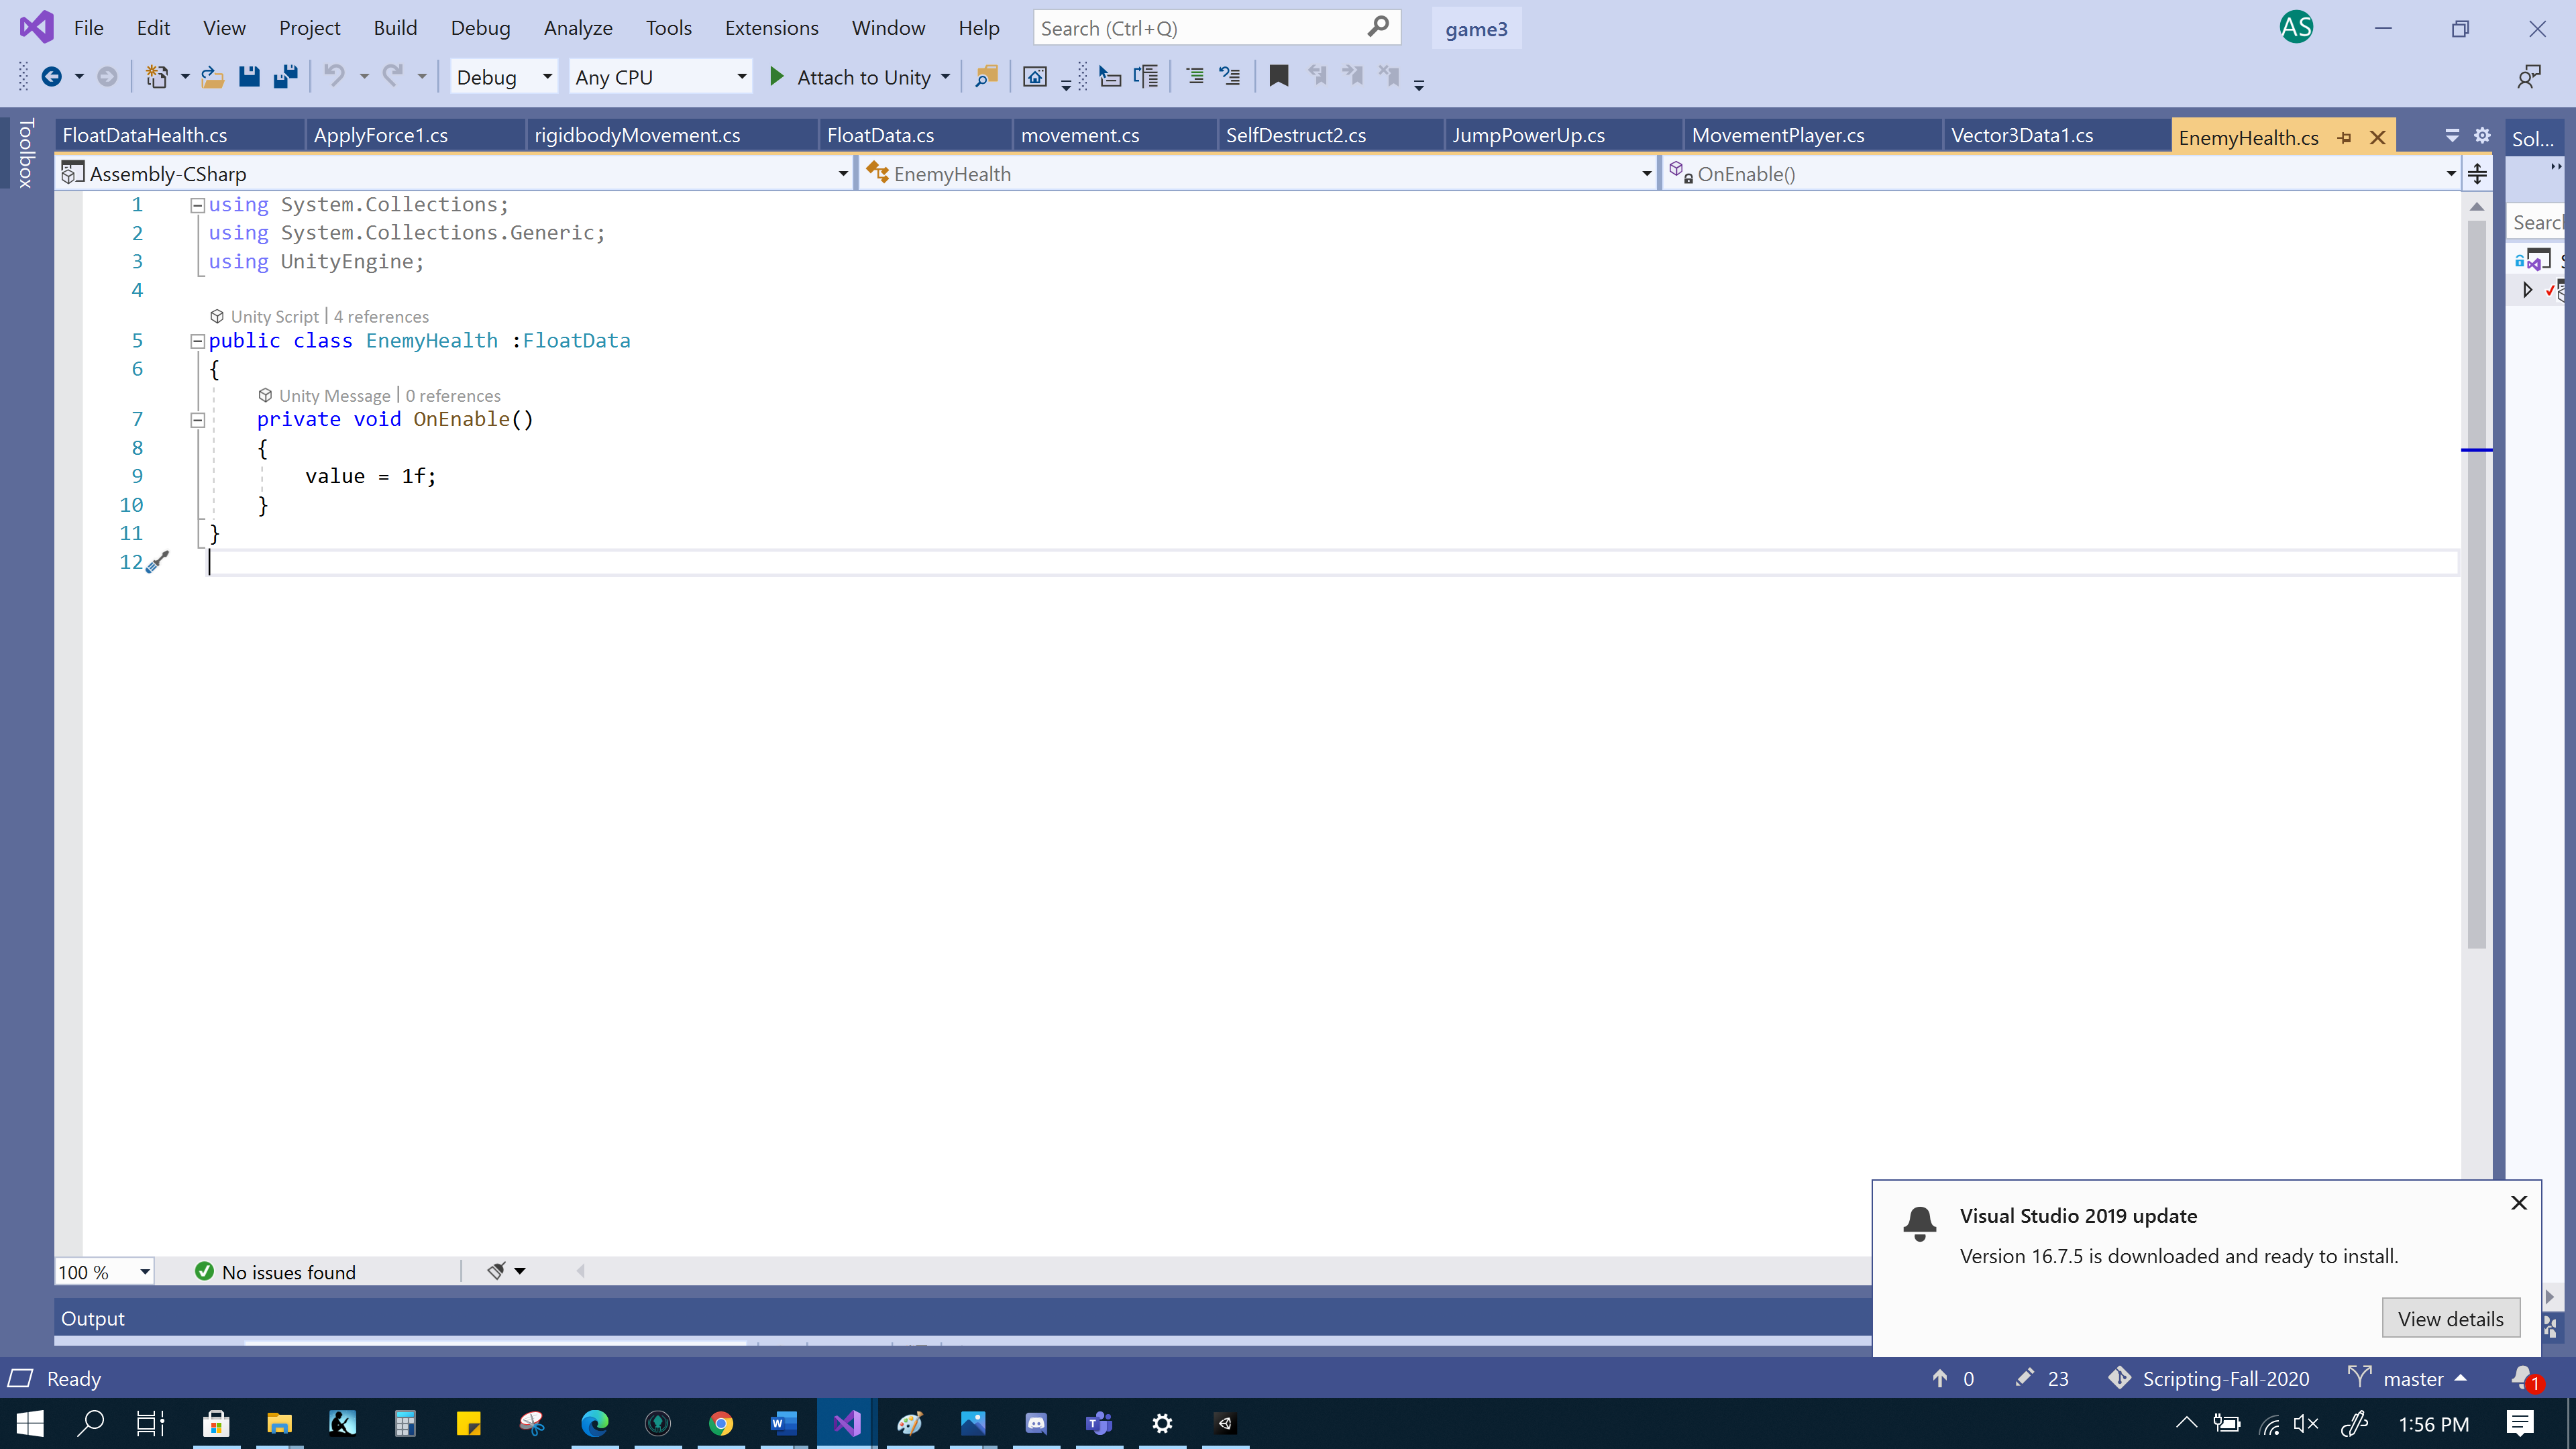 File Edit View Project Build Debug Analyze Tools Extensions Window Help Search (Ctrl+Q) game3 AS
Debug Any CPU Attach to Unity
Toolbox
FloatDataHealth.cs ApplyForce1.cs rigidbodyMovement.cs FloatData.cs movement.cs SelfDestruct2.cs JumpPowerUp.cs MovementPlayer.cs Vector3Data1.cs EnemyHealth.cs Sol...
Assembly-CSharp EnemyHealth OnEnable()
1 using System.Collections;
2 using System.Collections.Generic;
3 using UnityEngine;
4
Unity Script | 4 references
5 public class EnemyHealth :FloatData
6 {
Unity Message | 0 references
7 private void OnEnable()
8 {
9 value = 1f;
10 }
11 }
12
100 % No issues found
Output
Visual Studio 2019 update
Version 16.7.5 is downloaded and ready to install.
View details
Ready 0 23 Scripting-Fall-2020 master 1
1:56 PM